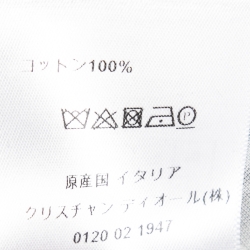 コットン100%
原産国 イタリア
クリスチャン ディオール(株)
0120 02 1947